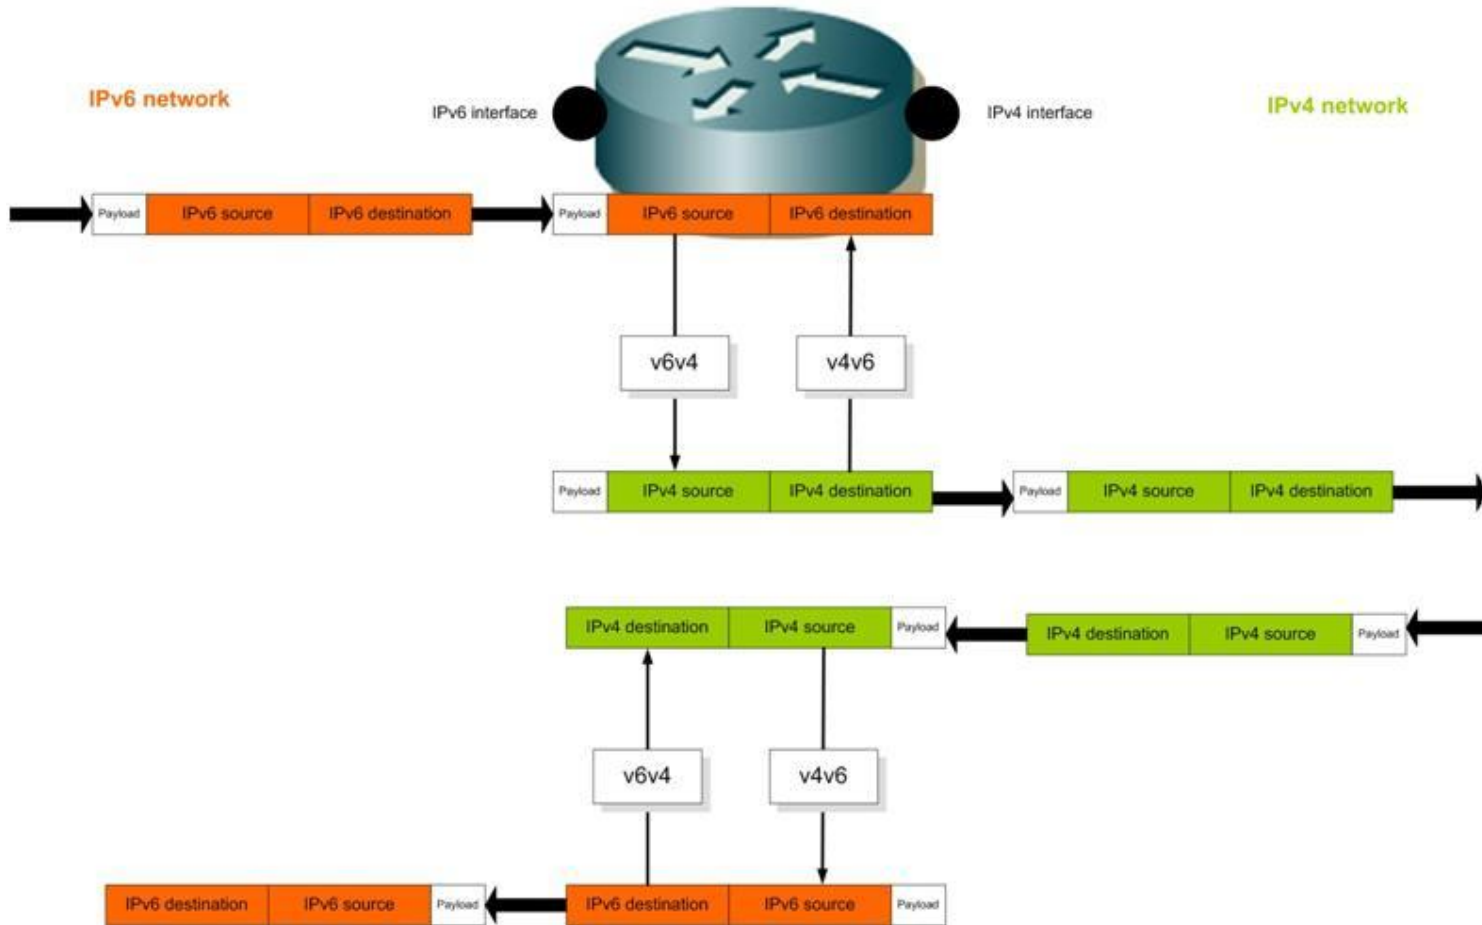 IPv6 network
IPv6 interface
IPv4 interface
IPv4 network
Payload IPv6 source IPv6 destination
Payload IPv6 source IPv6 destination
v6v4
v4v6
Payload IPv4 source IPv4 destination
Payload IPv4 source IPv4 destination
IPv4 destination IPv4 source Payload
IPv4 destination IPv4 source Payload
v6v4
v4v6
IPv6 destination IPv6 source Payload
IPv6 destination IPv6 source Payload